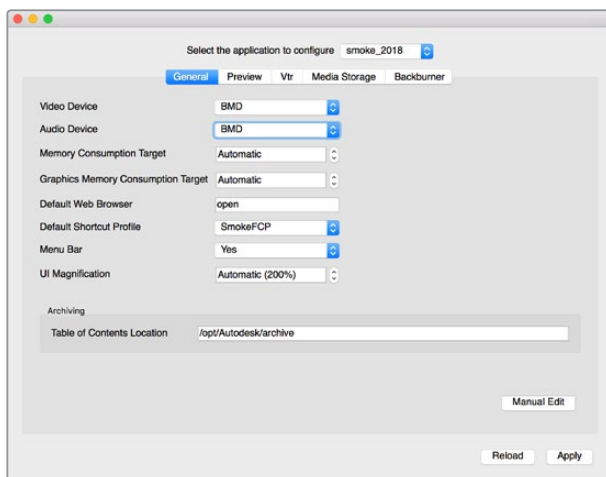 Select the application to configure smoke_2018
General Preview Vtr Media Storage Backburner
Video Device BMD
Audio Device BMD
Memory Consumption Target Automatic
Graphics Memory Consumption Target Automatic
Default Web Browser open
Default Shortcut Profile SmokeFCP
Menu Bar Yes
UI Magnification Automatic (200%)
Archiving
Table of Contents Location /opt/Autodesk/archive
Manual Edit
Reload Apply